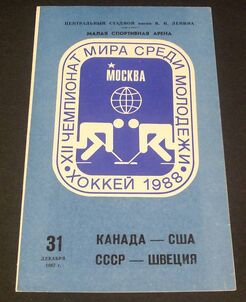 ЦЕНТРАЛЬНЫЙ СТАДИОН имени В. И. ЛЕНИНА
МАЛАЯ СПОРТИВНАЯ АРЕНА
XII ЧЕМПИОНАТ МИРА СРЕДИ МОЛОДЕЖИ
МОСКВА
ХОККЕЙ 1988
31
ДЕКАБРЯ
1987 г.
КАНАДА — США
СССР — ШВЕЦИЯ